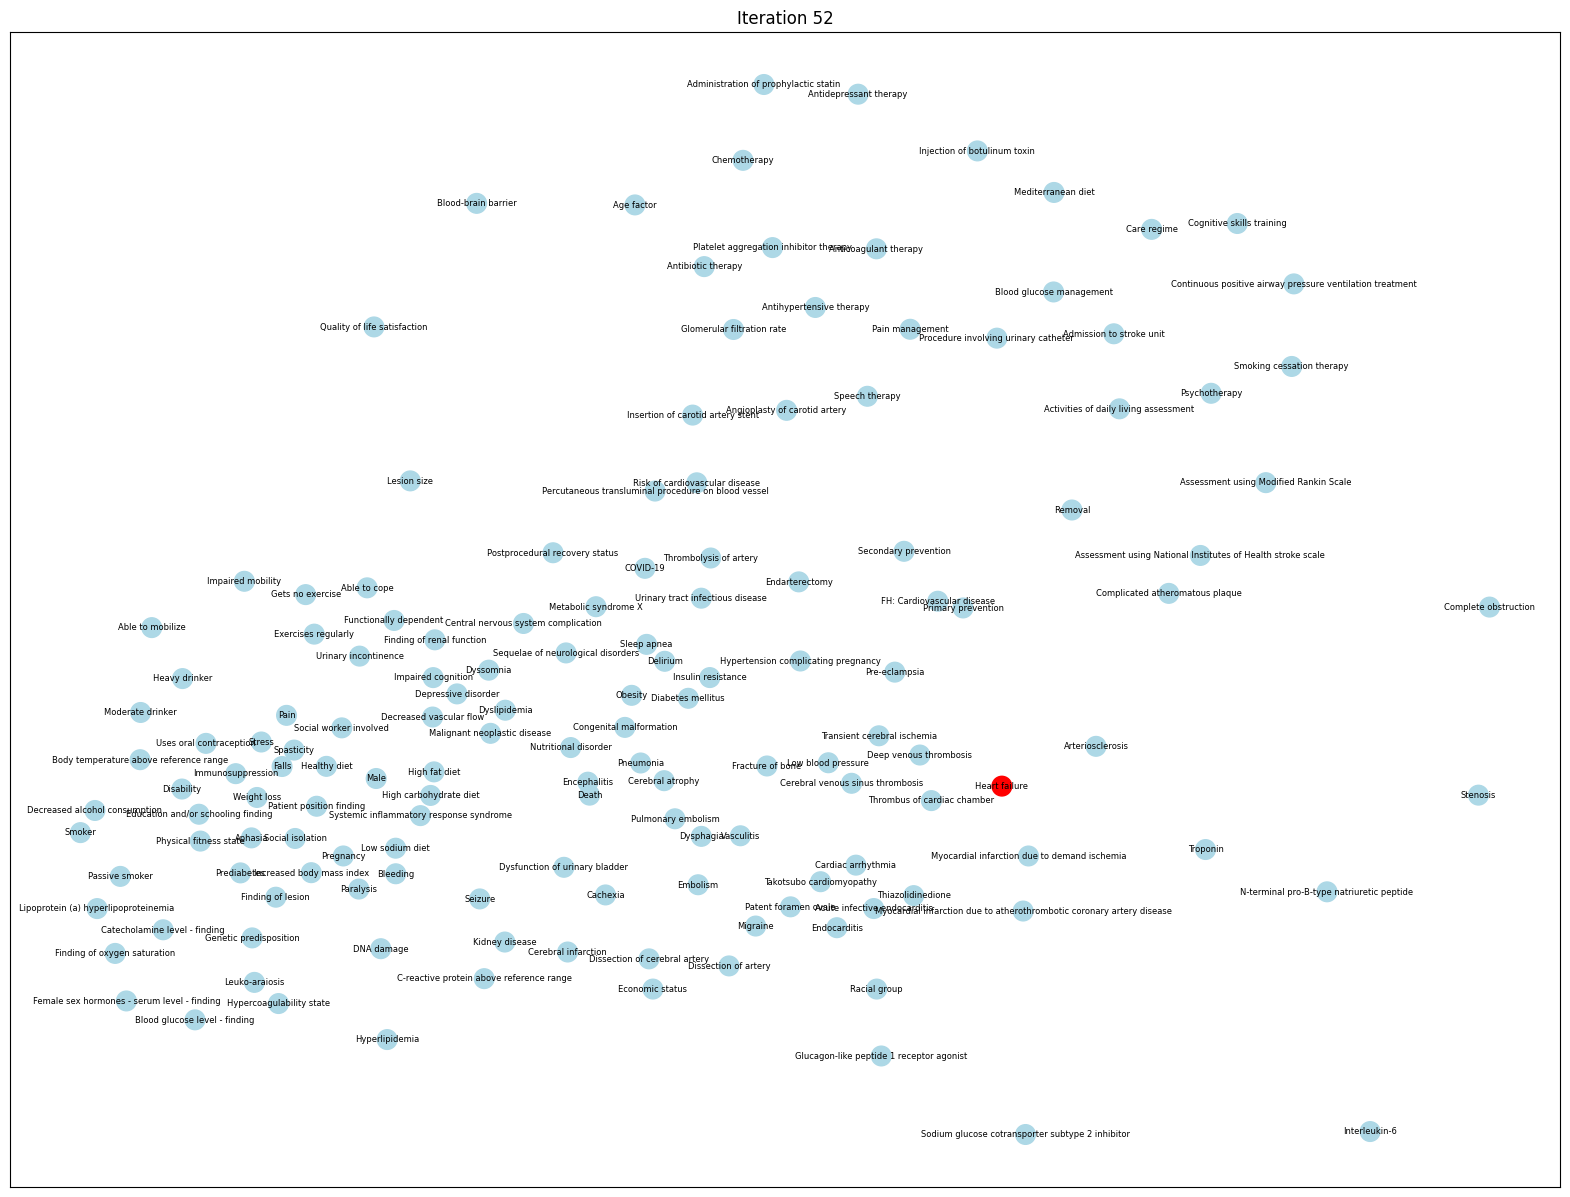 Iteration 52
Administration of prophylactic statin
Antidepressant therapy
Injection of botulinum toxin
Chemotherapy
Mediterranean diet
Blood-brain barrier
Age factor
Cognitive skills training
Care regime
Platelet aggregation inhibitor therapy
Anticoagulant therapy
Antibiotic therapy
Continuous positive airway pressure ventilation treatment
Blood glucose management
Antihypertensive therapy
Quality of life satisfaction
Glomerular filtration rate
Pain management
Procedure involving urinary catheter
Admission to stroke unit
Smoking cessation therapy
Psychotherapy
Speech therapy
Activities of daily living assessment
Angioplasty of carotid artery
Insertion of carotid artery stent
Lesion size
Risk of cardiovascular disease
Assessment using Modified Rankin Scale
Percutaneous transluminal procedure on blood vessel
Removal
Postprocedural recovery status
Secondary prevention
Thrombolysis of artery
Assessment using National Institutes of Health stroke scale
COVID-19
Impaired mobility
Endarterectomy
Able to cope
Gets no exercise
Complicated atheromatous plaque
Urinary tract infectious disease
FH: Cardiovascular disease
Metabolic syndrome X
Primary prevention
Complete obstruction
Functionally dependent
Central nervous system complication
Able to mobilize
Exercises regularly
Finding of renal function
Sleep apnea
Sequelae of neurological disorders
Urinary incontinence
Delirium
Hypertension complicating pregnancy
Dyssomnia
Pre-eclampsia
Impaired cognition
Insulin resistance
Heavy drinker
Depressive disorder
Obesity
Diabetes mellitus
Dyslipidemia
Moderate drinker
Pain
Decreased vascular flow
Social worker involved
Congenital malformation
Malignant neoplastic disease
Transient cerebral ischemia
Uses oral contraception
Stress
Arteriosclerosis
Nutritional disorder
Spasticity
Deep venous thrombosis
Body temperature above reference range
Pneumonia
Low blood pressure
Falls
Healthy diet
Fracture of bone
Immunosuppression
High fat diet
Male
Cerebral atrophy
Encephalitis
Cerebral venous sinus thrombosis
Heart failure
Disability
Death
High carbohydrate diet
Stenosis
Weight loss
Thrombus of cardiac chamber
Patient position finding
Decreased alcohol consumption
Education and/or schooling finding
Systemic inflammatory response syndrome
Pulmonary embolism
Smoker
Dysphagia
Vasculitis
Aphasia
Social isolation
Physical fitness state
Low sodium diet
Troponin
Pregnancy
Myocardial infarction due to demand ischemia
Cardiac arrhythmia
Dysfunction of urinary bladder
Prediabetes
Increased body mass index
Bleeding
Passive smoker
Takotsubo cardiomyopathy
Embolism
Paralysis
N-terminal pro-B-type natriuretic peptide
Cachexia
Thiazolidinedione
Finding of lesion
Seizure
Patent foramen ovale
Acute infective endocarditis
Lipoprotein (a) hyperlipoproteinemia
Myocardial infarction due to atherothrombotic coronary artery disease
Migraine
Endocarditis
Catecholamine level - finding
Genetic predisposition
Kidney disease
DNA damage
Cerebral infarction
Finding of oxygen saturation
Dissection of cerebral artery
Dissection of artery
C-reactive protein above reference range
Leuko-araiosis
Economic status
Racial group
Female sex hormones - serum level - finding
Hypercoagulability state
Blood glucose level - finding
Hyperlipidemia
Glucagon-like peptide 1 receptor agonist
Interleukin-6
Sodium glucose cotransporter subtype 2 inhibitor